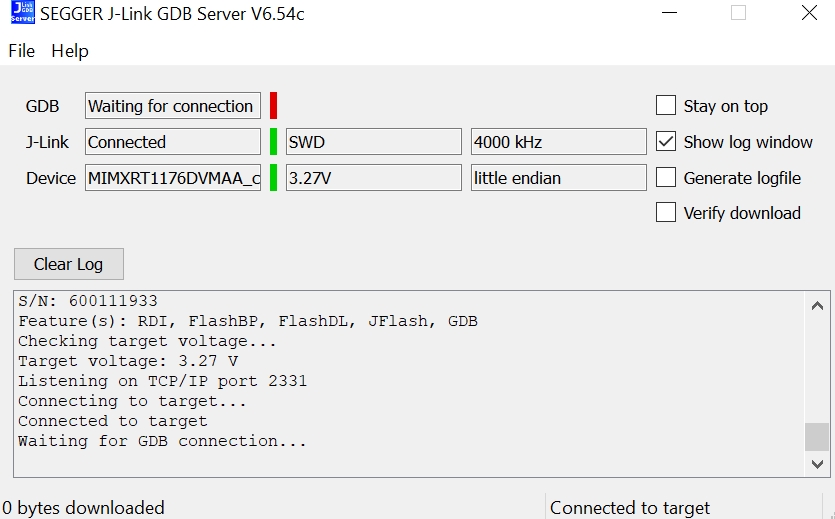 J Link GDB Server
SEGGER J-Link GDB Server V6.54c
File Help
GDB Waiting for connection Stay on top
J-Link Connected SWD 4000 kHz Show log window
Device MIMXRT1176DVMAA_c 3.27V little endian Generate logfile
Verify download
Clear Log
S/N: 600111933
Feature(s): RDI, FlashBP, FlashDL, JFlash, GDB
Checking target voltage...
Target voltage: 3.27 V
Listening on TCP/IP port 2331
Connecting to target...
Connected to target
Waiting for GDB connection...
0 bytes downloaded Connected to target